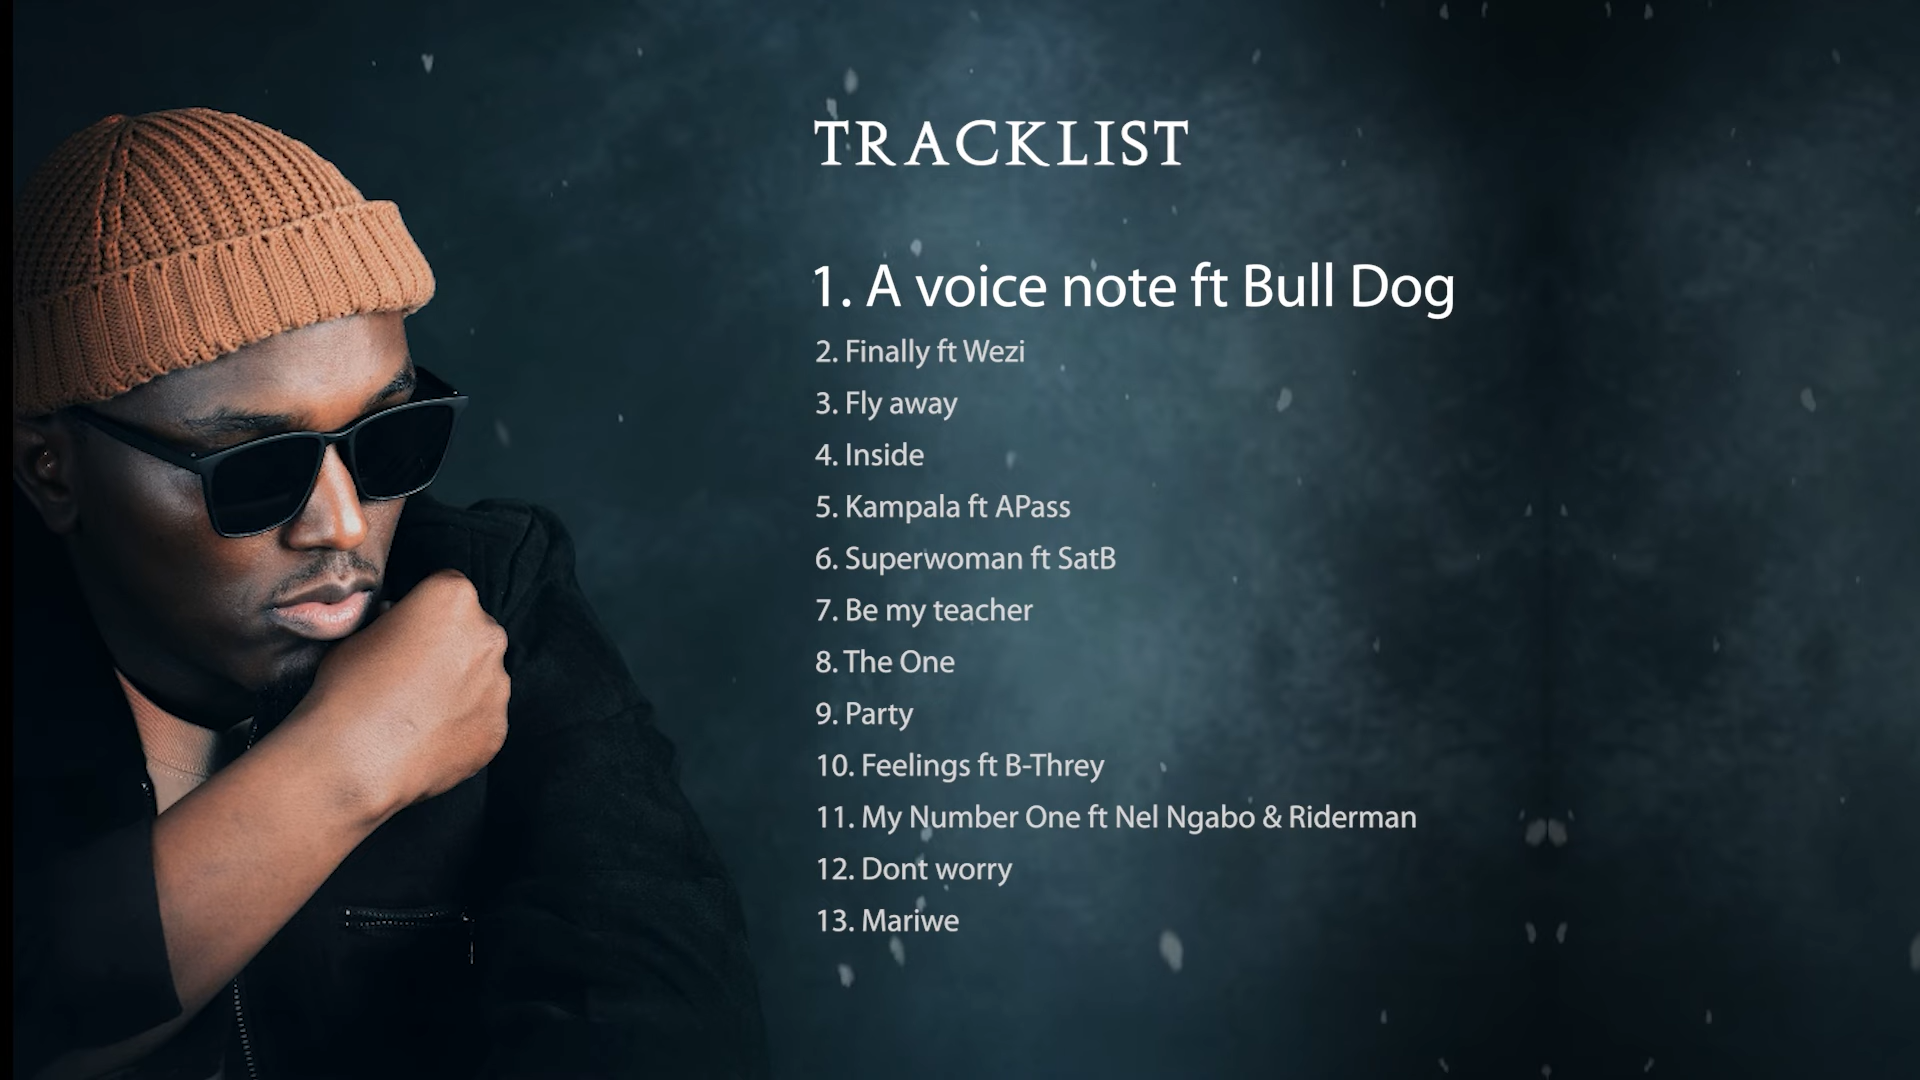 TRACKLIST
1. A voice note ft Bull Dog
2. Finally ft Wezi
3. Fly away
4. Inside
5. Kampala ft APass
6. Superwoman ft SatB
7. Be my teacher
8. The One
9. Party
10. Feelings ft B-Threy
11. My Number One ft Nel Ngabo & Riderman
12. Dont worry
13. Mariwe